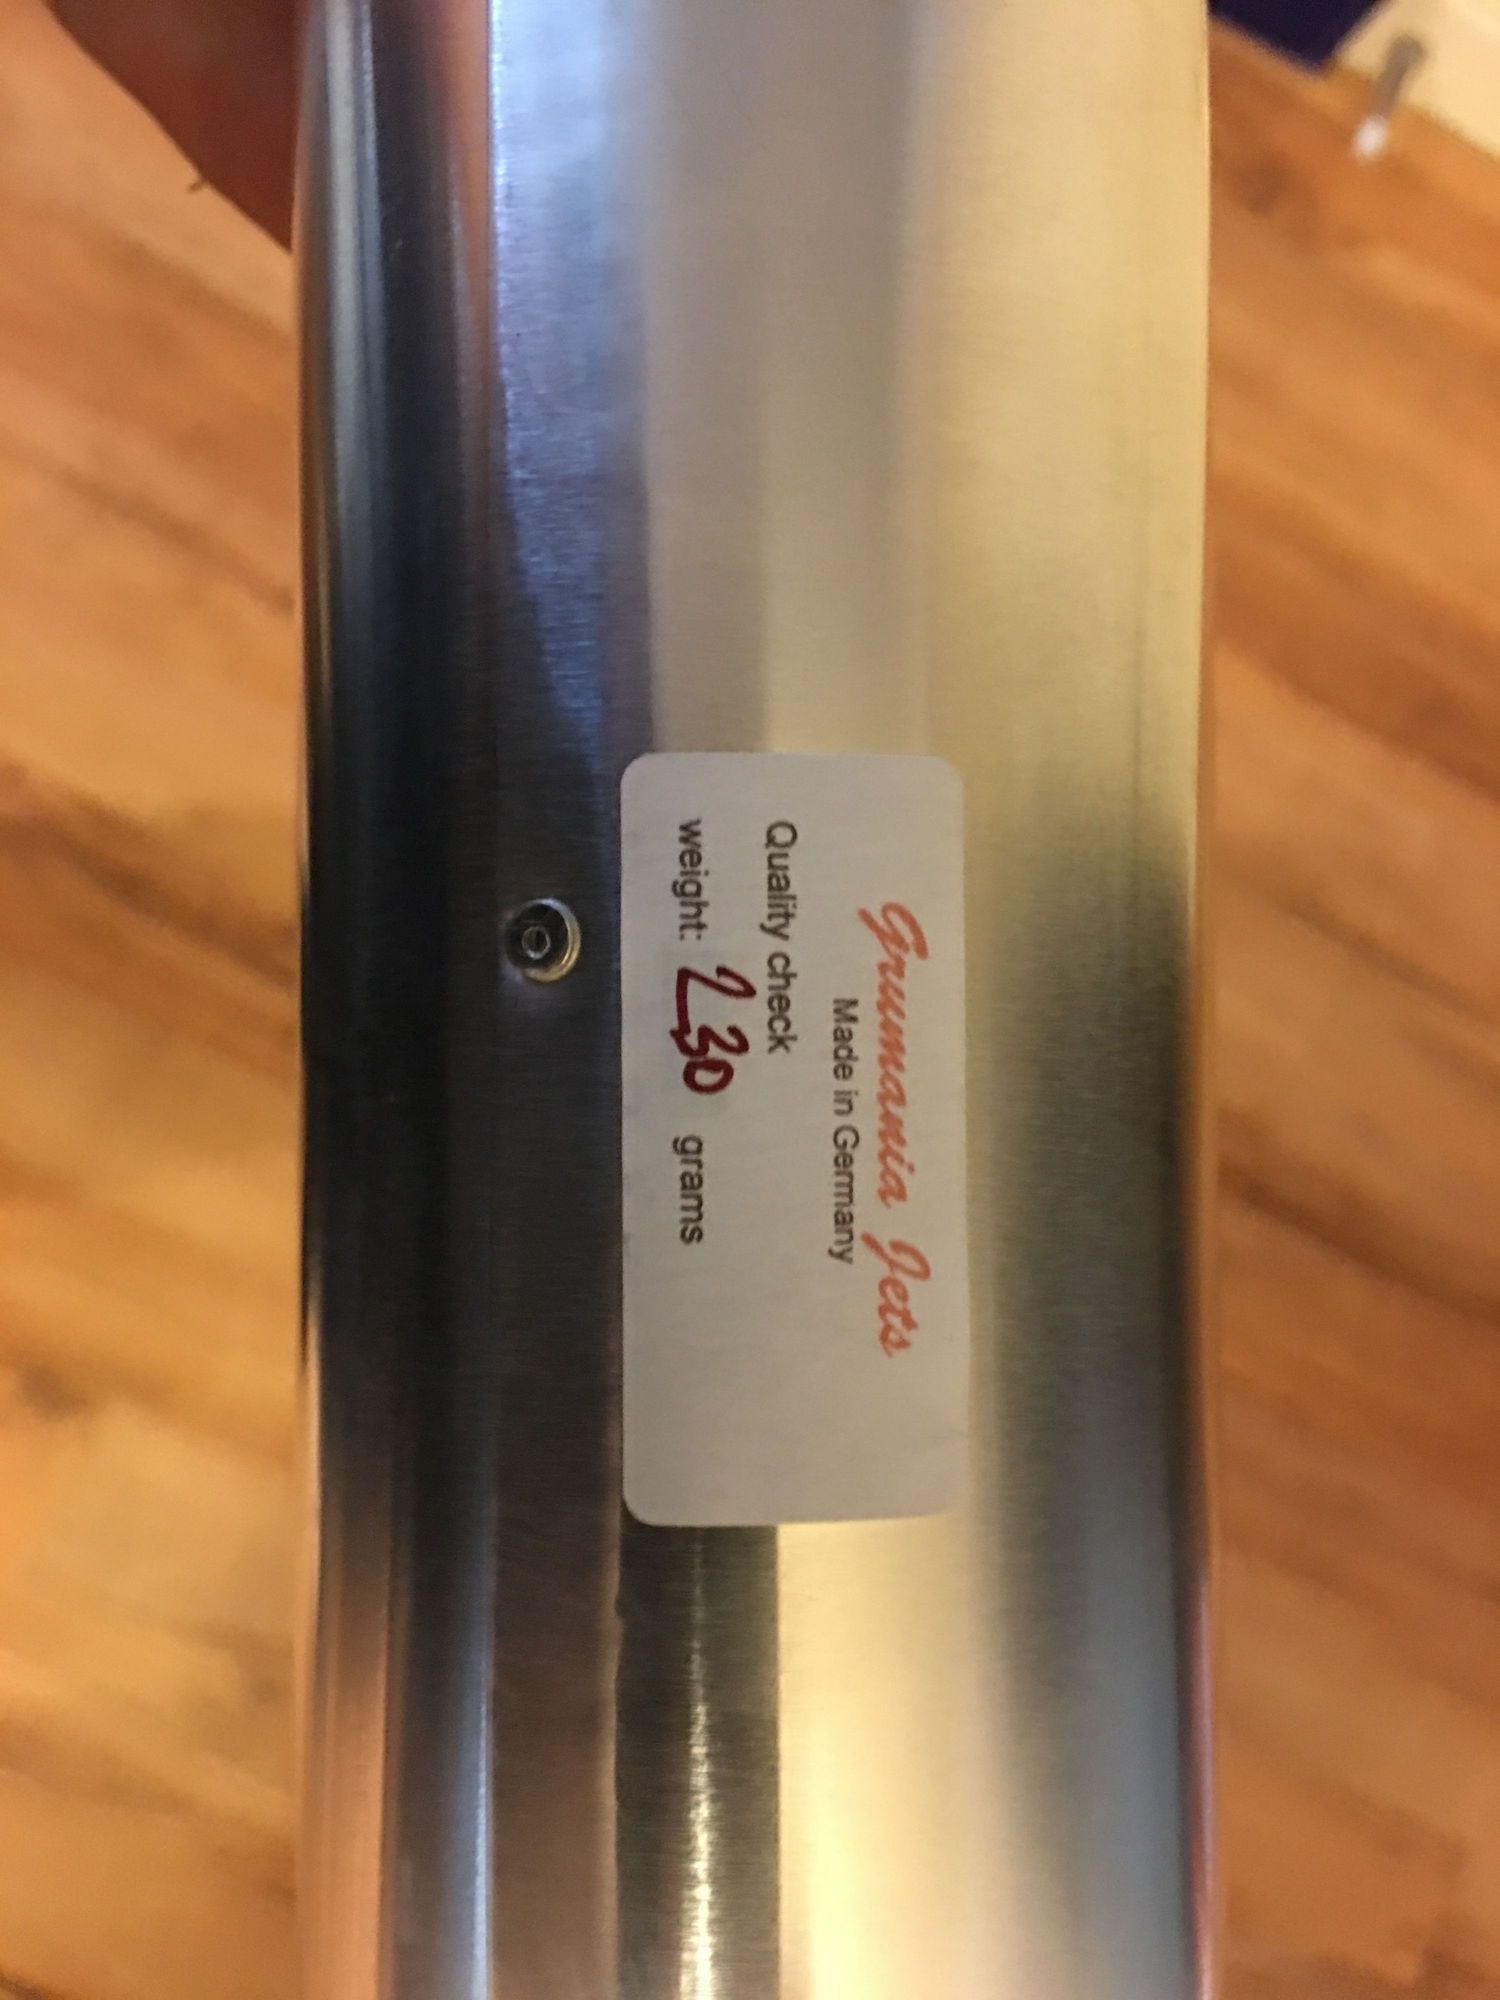 Grumania Jets
Made in Germany
Quality check
weight: 230 grams